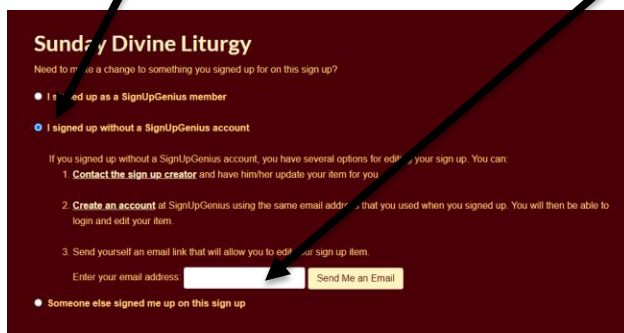 Sunday Divine Liturgy
Need to make a change to something you signed up for on this sign up?
I signed up as a SignUpGenius member
I signed up without a SignUpGenius account
If you signed up without a SignUpGenius account, you have several options for editing your sign up. You can:
1. Contact the sign up creator and have him/her update your item for you
2. Create an account at SignUpGenius using the same email address that you used when you signed up. You will then be able to
login and edit your item.
3. Send yourself an email link that will allow you to edit your sign up item.
Enter your email address: Send Me an Email
Someone else signed me up on this sign up